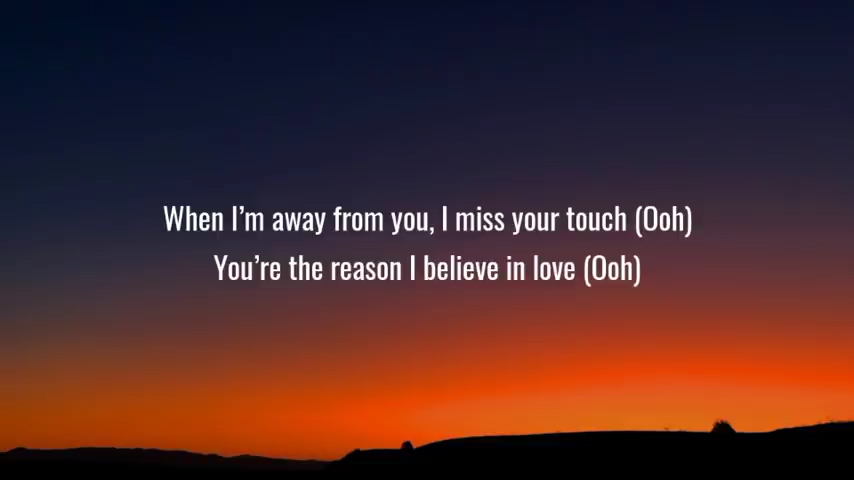 When I’m away from you, I miss your touch (Ooh)
You’re the reason I believe in love (Ooh)